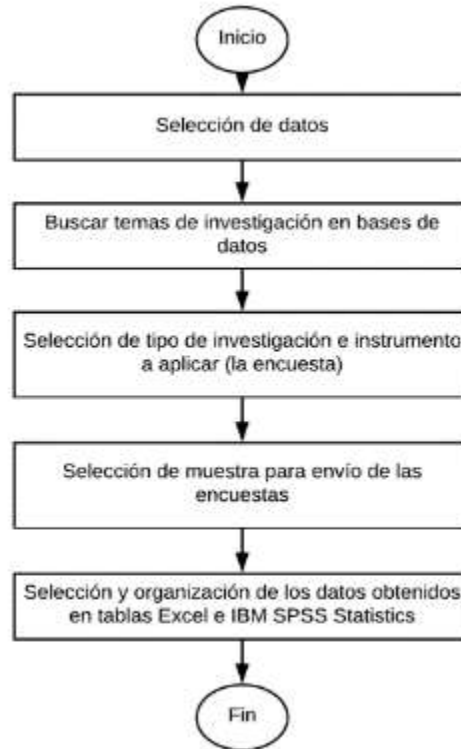 Inicio
Selección de datos
Buscar temas de investigación en bases de
datos
Selección de tipo de investigación e instrumento
a aplicar (la encuesta)
Selección de muestra para envío de las
encuestas
Selección y organización de los datos obtenidos
en tablas Excel e IBM SPSS Statistics
Fin